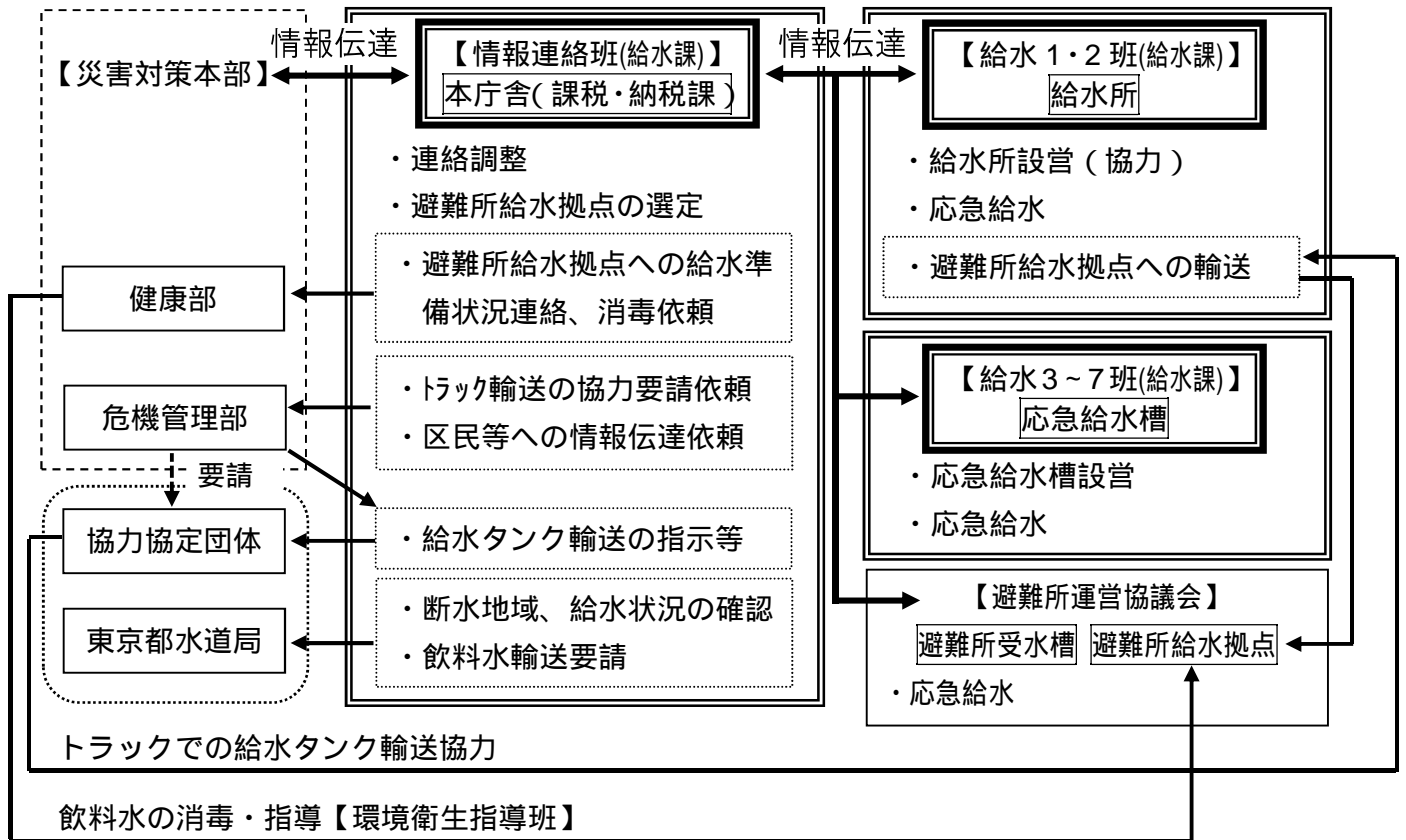 情報伝達
【災害対策本部】
健康部
危機管理部
要請
協力協定団体
東京都水道局
【情報連絡班(給水課)】
本庁舎(課税・納税課)
・連絡調整
・避難所給水拠点の選定
・避難所給水拠点への給水準
備状況連絡、消毒依頼
・ﾄﾗｯｸ輸送の協力要請依頼
・区民等への情報伝達依頼
・給水タンク輸送の指示等
・断水地域、給水状況の確認
・飲料水輸送要請
情報伝達
【給水1・2班(給水課)】
給水所
・給水所設営(協力)
・応急給水
・避難所給水拠点への輸送
【給水3~7班(給水課)】
応急給水槽
・応急給水槽設営
・応急給水
【避難所運営協議会】
避難所受水槽 避難所給水拠点
・応急給水
トラックでの給水タンク輸送協力
飲料水の消毒・指導【環境衛生指導班】